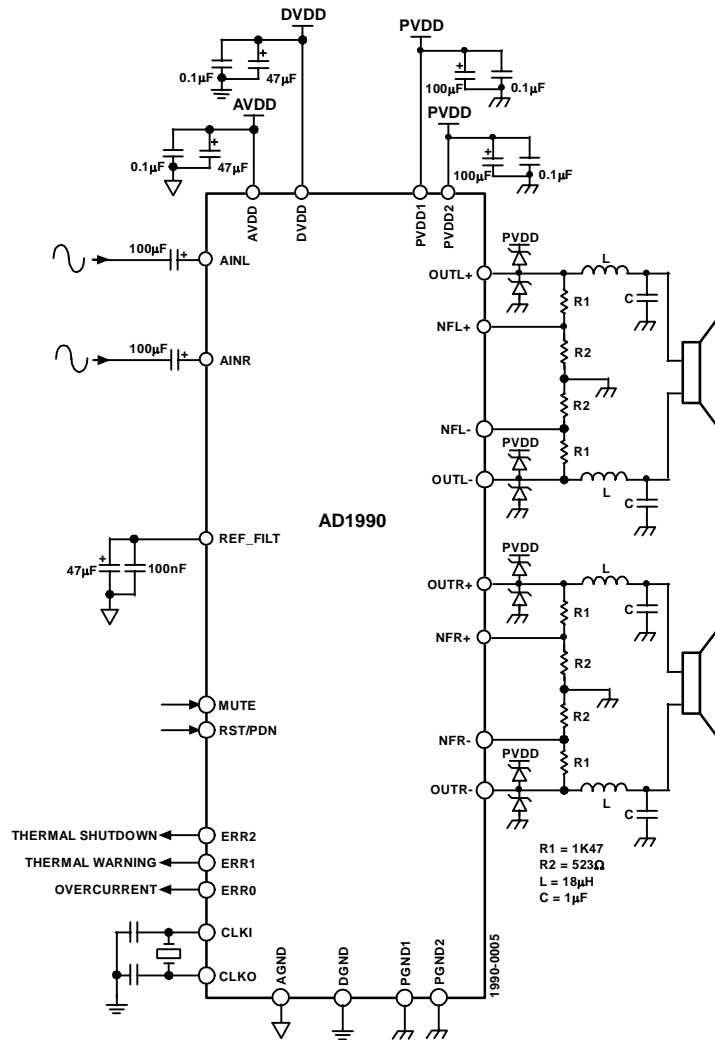 DVDD
PVDD
0.1µF
47µF
100µF
0.1µF
AVDD
PVDD
0.1µF
47µF
100µF
0.1µF
AVDD
DVDD
PVDD1
PVDD2
100µF
AINL
100µF
AINR
REF_FILT
47µF
100nF
MUTE
RST/PDN
THERMAL SHUTDOWN
ERR2
THERMAL WARNING
ERR1
OVERCURRENT
ERR0
CLKI
CLKO
AD1990
AGND
DGND
PGND1
PGND2
PVDD
L
OUTL+
R1
C
NFL+
R2
R2
NFL-
PVDD
R1
OUTL-
L
C
PVDD
L
OUTR+
R1
C
NFR+
R2
R2
NFR-
PVDD
R1
OUTR-
L
C
R1 = 1K47
R2 = 523Ω
L = 18µH
C = 1µF
1990-0005